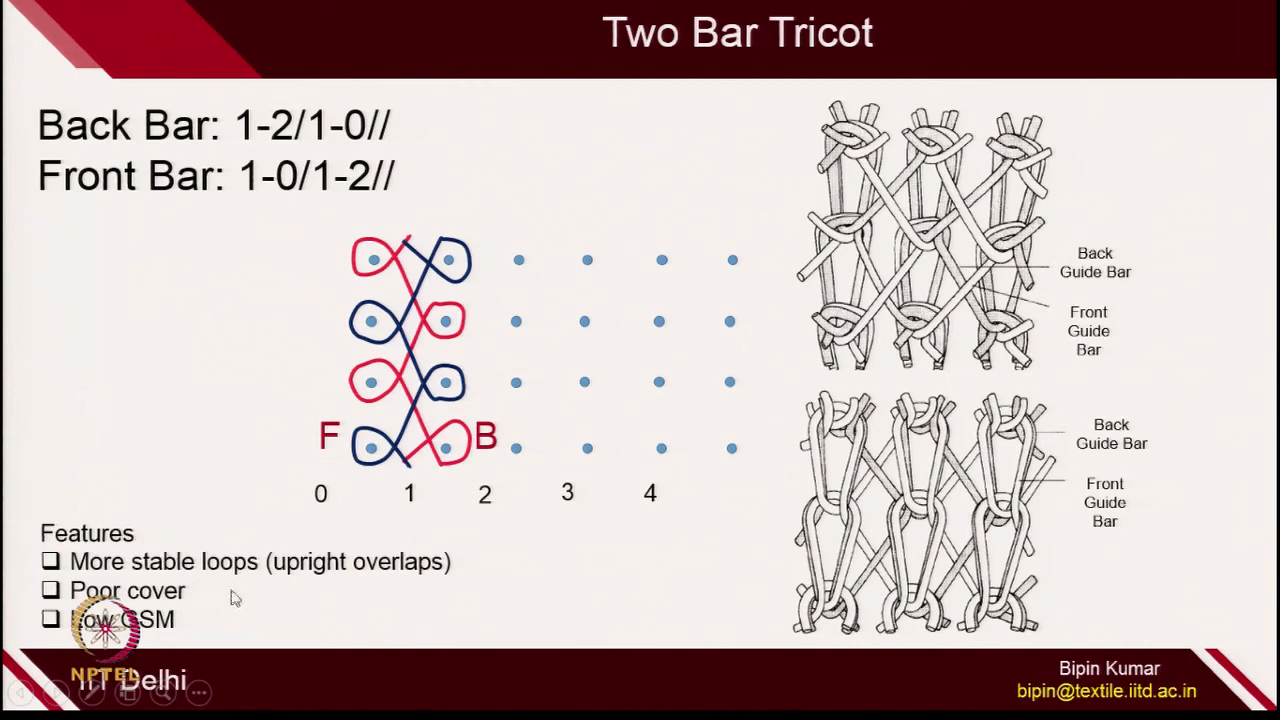 Two Bar Tricot
Back Bar: 1-2/1-0//
Front Bar: 1-0/1-2//
Back
Guide Bar
Front
Guide
Bar
F
B
0 1 2 3 4
Back
Guide Bar
Front
Guide
Bar
Features
More stable loops (upright overlaps)
Poor cover
Low GSM
NPTEL
IIT Delhi
Bipin Kumar
bipin@textile.iitd.ac.in